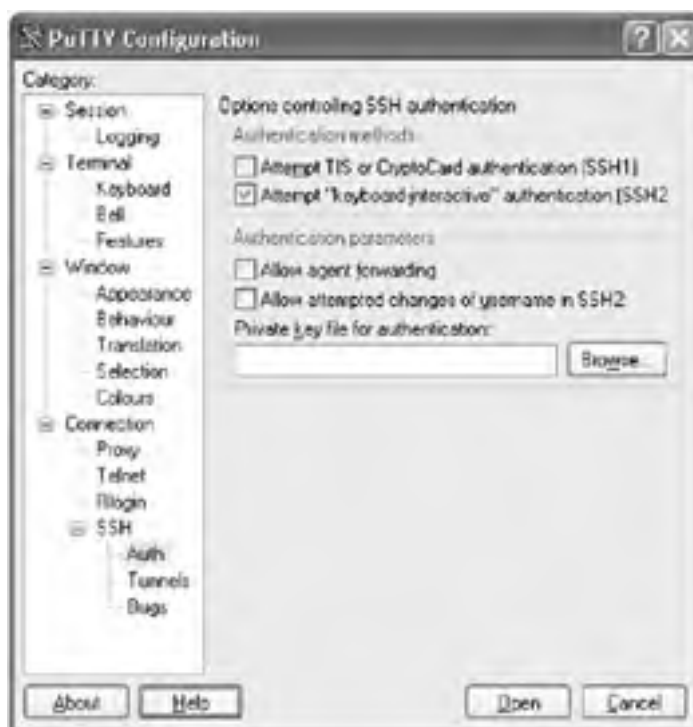 PuTTY Configuration
Category:
Session
Logging
Terminal
Keyboard
Bell
Features
Window
Appearance
Behaviour
Translation
Selection
Colours
Connection
Proxy
Telnet
Rlogin
SSH
Auth
Tunnels
Bugs
Options controlling SSH authentication
Authentication methods
Attempt TIS or CryptoCard authentication (SSH1)
Attempt "keyboard-interactive" authentication (SSH2
Authentication parameters
Allow agent forwarding
Allow attempted changes of username in SSH2
Private key file for authentication:
Browse...
About
Help
Open
Cancel